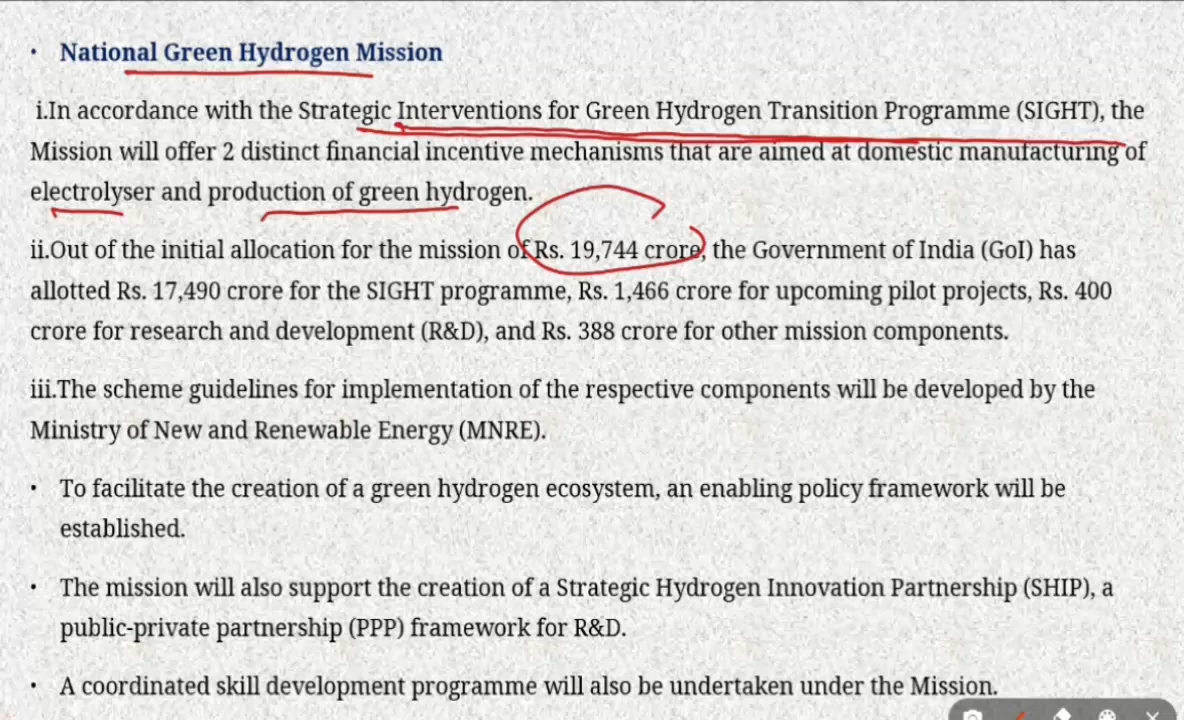 • National Green Hydrogen Mission
i.In accordance with the Strategic Interventions for Green Hydrogen Transition Programme (SIGHT), the
Mission will offer 2 distinct financial incentive mechanisms that are aimed at domestic manufacturing of
electrolyser and production of green hydrogen.
ii.Out of the initial allocation for the mission of Rs. 19,744 crore, the Government of India (GoI) has
allotted Rs. 17,490 crore for the SIGHT programme, Rs. 1,466 crore for upcoming pilot projects, Rs. 400
crore for research and development (R&D), and Rs. 388 crore for other mission components.
iii.The scheme guidelines for implementation of the respective components will be developed by the
Ministry of New and Renewable Energy (MNRE).
• To facilitate the creation of a green hydrogen ecosystem, an enabling policy framework will be
established.
• The mission will also support the creation of a Strategic Hydrogen Innovation Partnership (SHIP), a
public-private partnership (PPP) framework for R&D.
• A coordinated skill development programme will also be undertaken under the Mission.